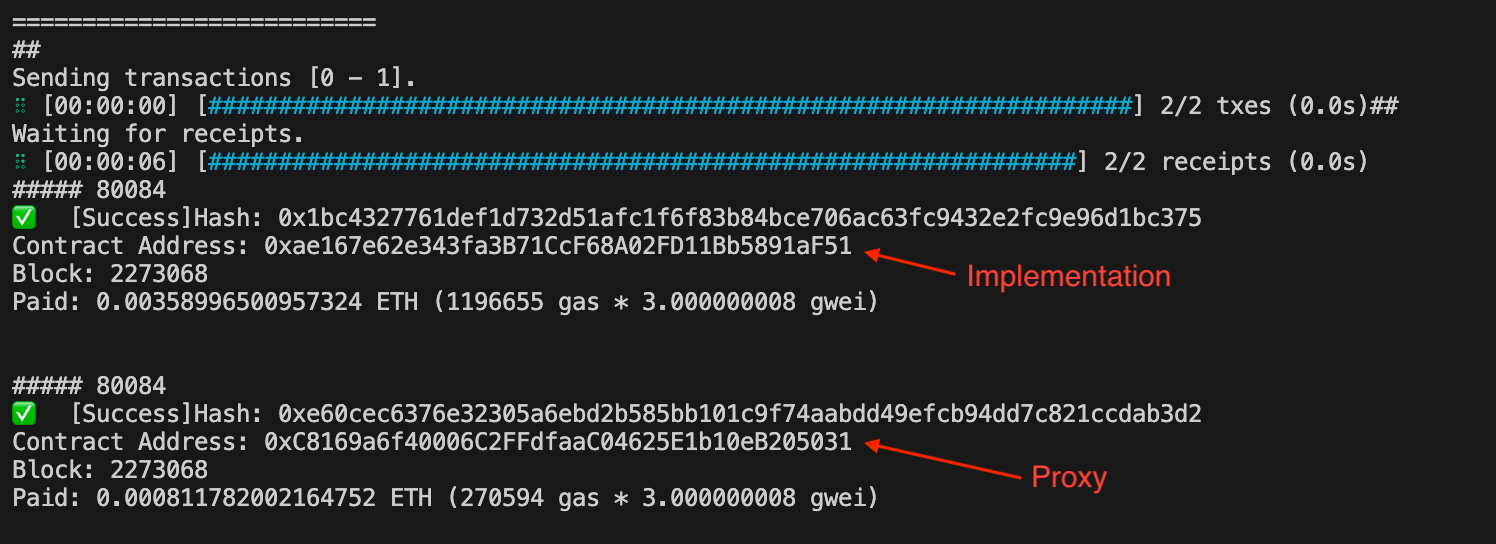 ==========================
##
Sending transactions [0 - 1].
⠿ [00:00:00] [##################################################################] 2/2 txes (0.0s)##
Waiting for receipts.
⠿ [00:00:06] [##############################################################] 2/2 receipts (0.0s)
##### 80084
✅  [Success]Hash: 0x1bc4327761def1d732d51afc1f6f83b84bce706ac63fc9432e2fc9e96d1bc375
Contract Address: 0xae167e62e343fa3B71CcF68A02FD11Bb5891aF51
Implementation
Block: 2273068
Paid: 0.00358996500957324 ETH (1196655 gas * 3.000000008 gwei)
##### 80084
✅  [Success]Hash: 0xe60cec6376e32305a6ebd2b585bb101c9f74aabdd49efcb94dd7c821ccdab3d2
Contract Address: 0xC8169a6f40006C2FFdfaaC04625E1b10eB205031
Proxy
Block: 2273068
Paid: 0.000811782002164752 ETH (270594 gas * 3.000000008 gwei)